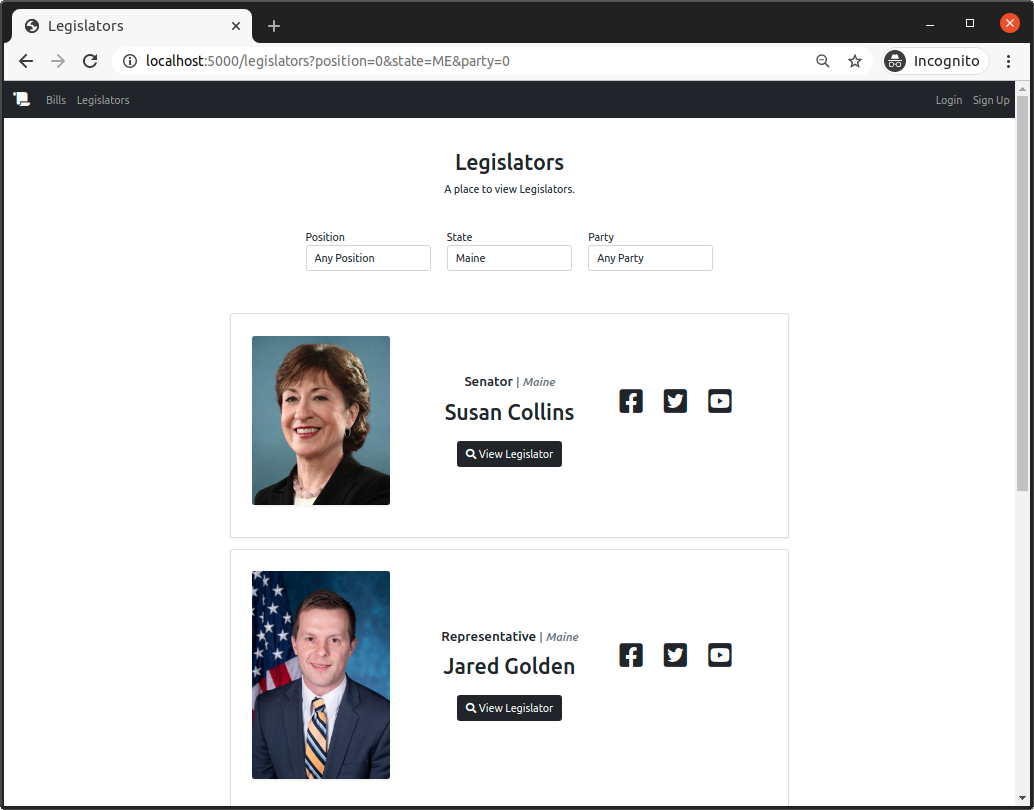 Legislators
localhost:5000/legislators?position=0&state=ME&party=0
Incognito
Bills Legislators Login Sign Up
Legislators
A place to view Legislators.
Position State Party
Any Position Maine Any Party
Senator | Maine
Susan Collins
View Legislator
Representative | Maine
Jared Golden
View Legislator